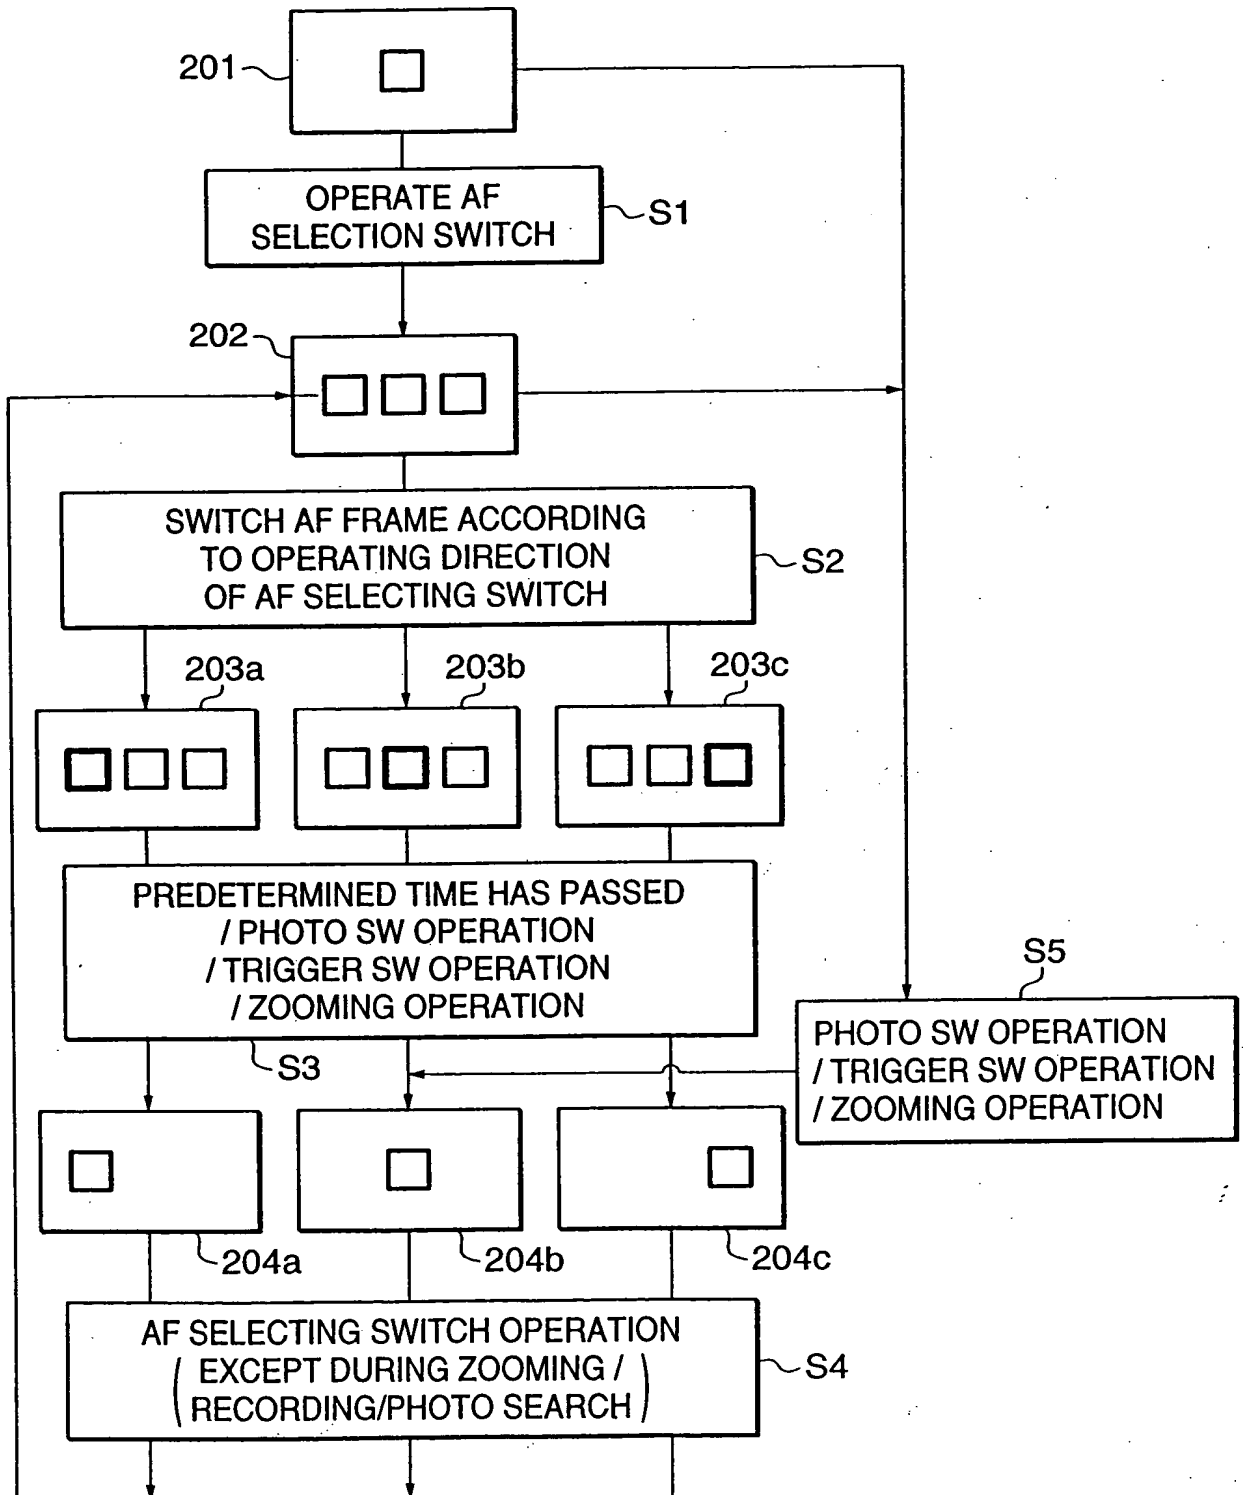 201
OPERATE AF
SELECTION SWITCH
S1
202
SWITCH AF FRAME ACCORDING
TO OPERATING DIRECTION
OF AF SELECTING SWITCH
S2
203a
203b
203c
PREDETERMINED TIME HAS PASSED
/ PHOTO SW OPERATION
/ TRIGGER SW OPERATION
/ ZOOMING OPERATION
S3
S5
PHOTO SW OPERATION
/ TRIGGER SW OPERATION
/ ZOOMING OPERATION
204a
204b
204c
AF SELECTING SWITCH OPERATION
( EXCEPT DURING ZOOMING /
RECORDING/PHOTO SEARCH )
S4